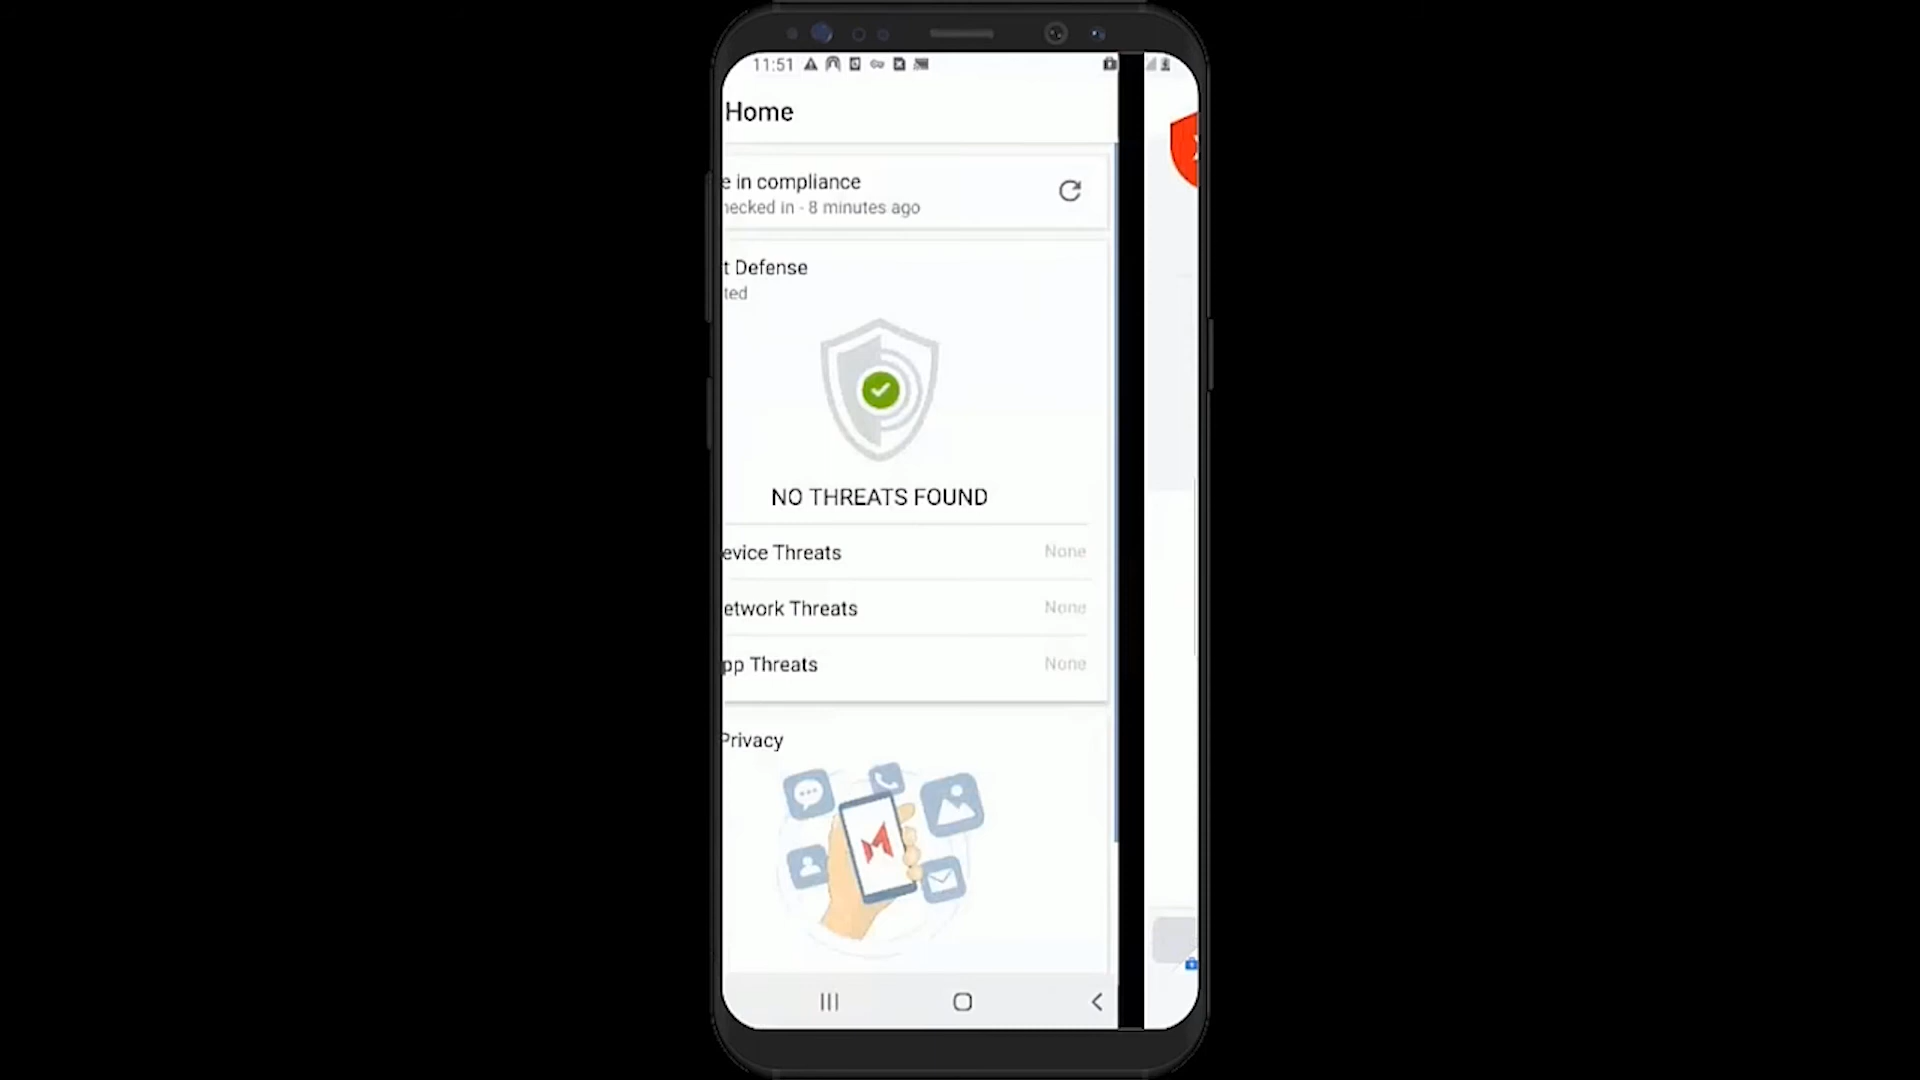 11:51
Home
e in compliance
hecked in - 8 minutes ago
t Defense
ted
NO THREATS FOUND
evice Threats None
etwork Threats None
pp Threats None
Privacy